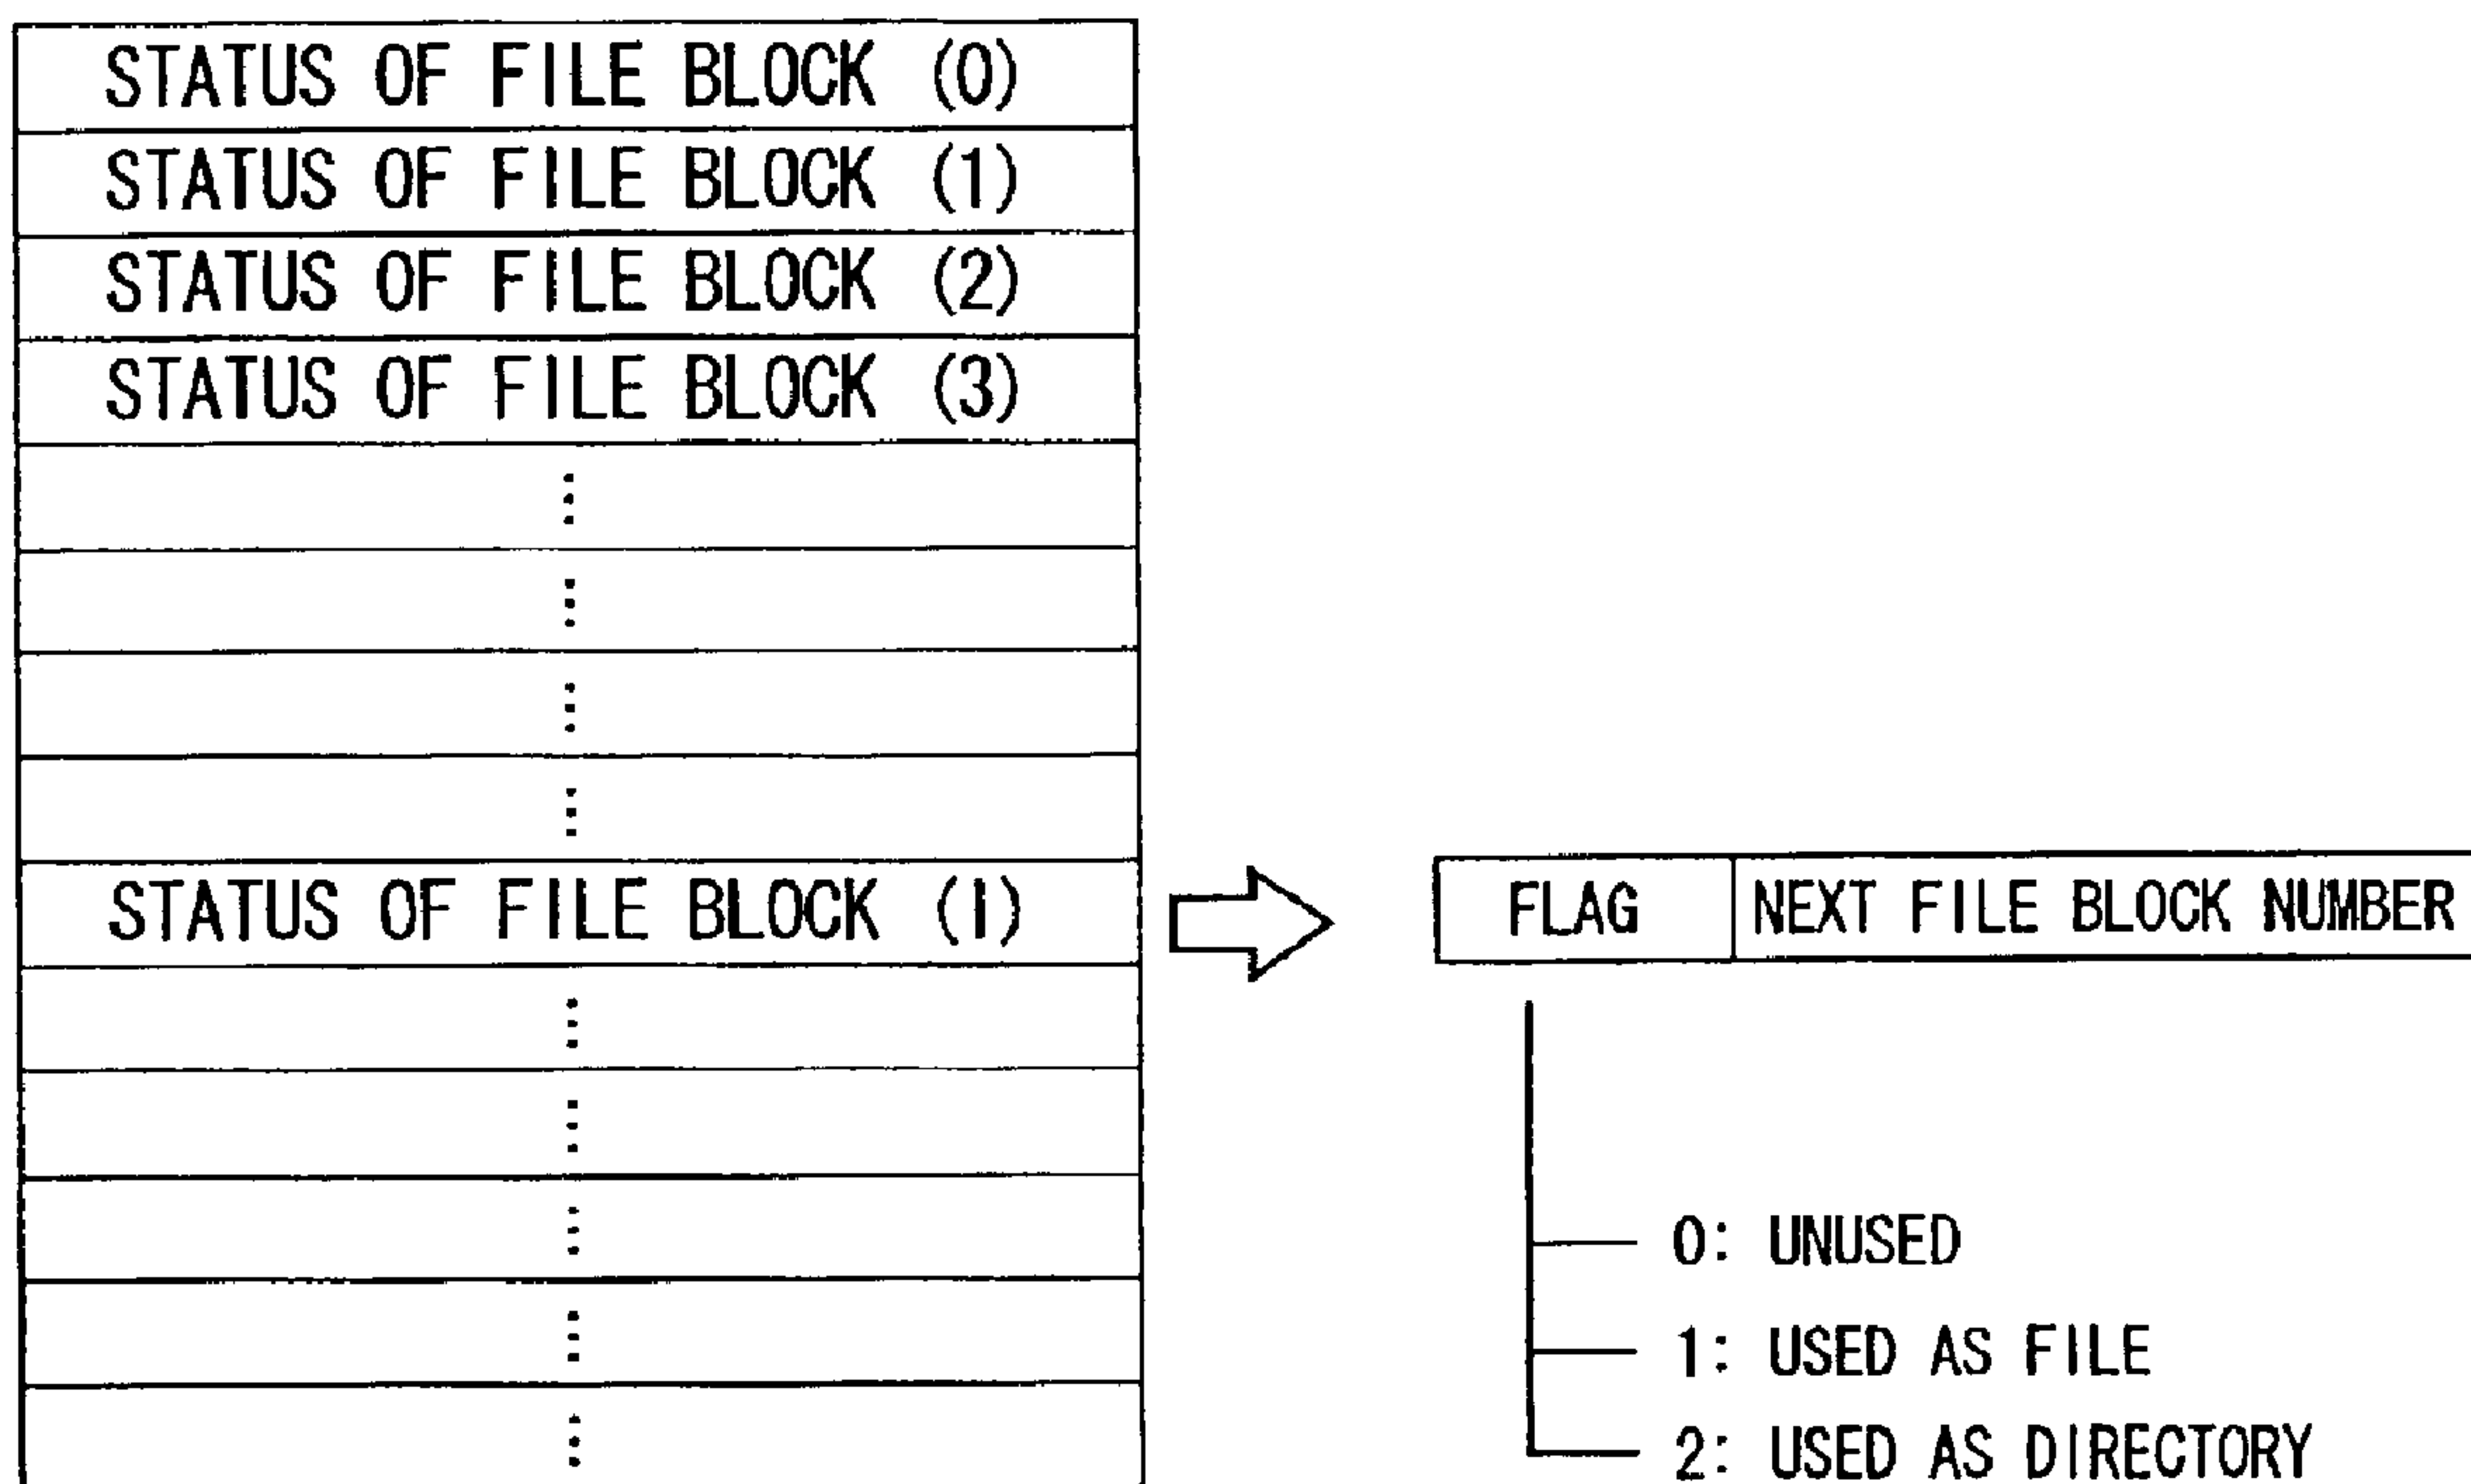 STATUS OF FILE BLOCK (0)
STATUS OF FILE BLOCK (1)
STATUS OF FILE BLOCK (2)
STATUS OF FILE BLOCK (3)
STATUS OF FILE BLOCK (I)
FLAG NEXT FILE BLOCK NUMBER
0: UNUSED
1: USED AS FILE
2: USED AS DIRECTORY